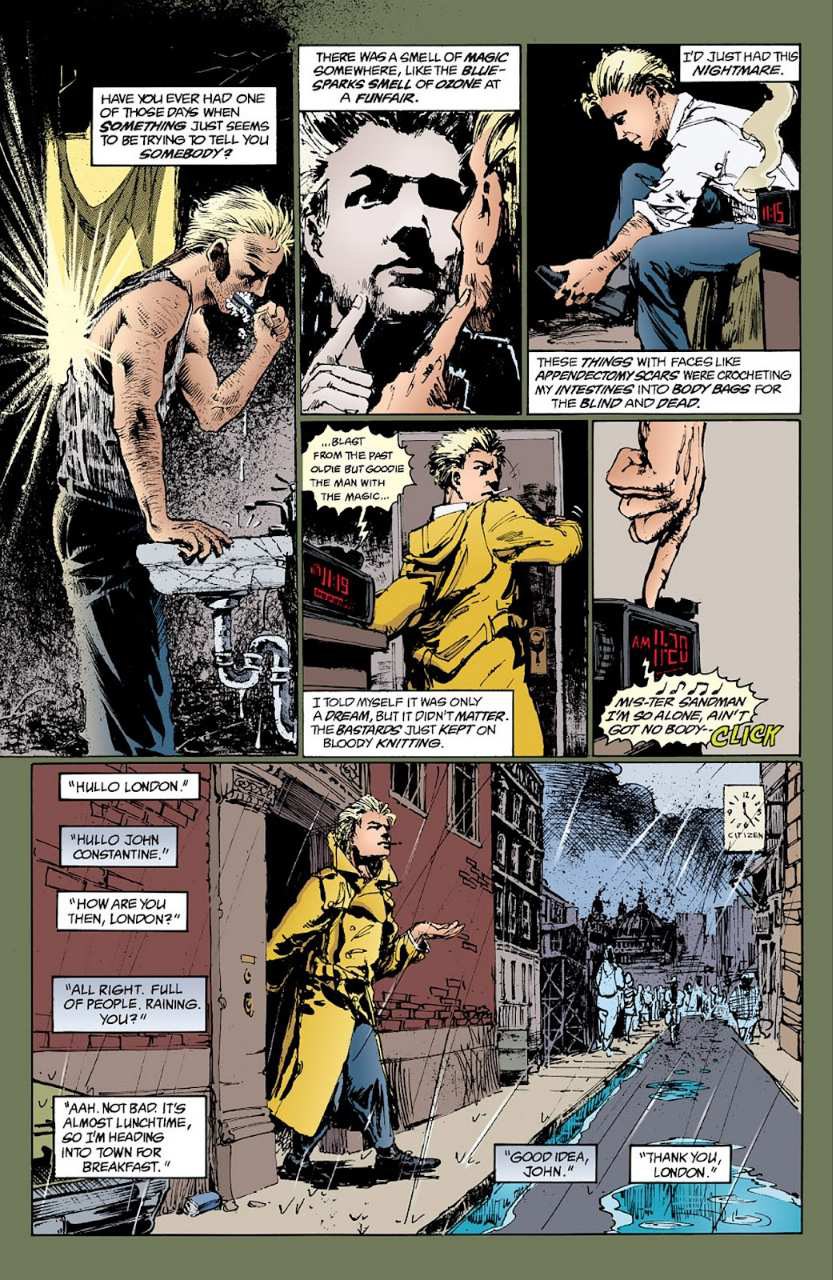 HAVE YOU EVER HAD ONE
OF THOSE DAYS WHEN
SOMETHING JUST SEEMS
TO BE TRYING TO TELL YOU
SOMEBODY?
THERE WAS A SMELL OF MAGIC
SOMEWHERE, LIKE THE BLUE-
SPARKS SMELL OF OZONE AT
A FUNFAIR.
I'D JUST HAD THIS
NIGHTMARE.
11:15
THESE THINGS WITH FACES LIKE
APPENDECTOMY SCARS WERE CROCHETING
MY INTESTINES INTO BODY BAGS FOR
THE BLIND AND DEAD.
...BLAST
FROM THE PAST
OLDIE BUT GOODIE
THE MAN WITH
THE MAGIC...
11:19
I TOLD MYSELF IT WAS ONLY
A DREAM, BUT IT DIDN'T MATTER.
THE BASTARDS JUST KEPT ON
BLOODY KNITTING.
AM 11:20
MIS-TER SANDMAN
I'M SO ALONE, AIN'T
GOT NO BODY--
CLICK
"HULLO LONDON."
"HULLO JOHN
CONSTANTINE."
"HOW ARE YOU
THEN, LONDON?"
"ALL RIGHT. FULL
OF PEOPLE, RAINING.
YOU?"
"AAH. NOT BAD. IT'S
ALMOST LUNCHTIME,
SO I'M HEADING
INTO TOWN FOR
BREAKFAST."
CITIZEN
"GOOD IDEA,
JOHN."
"THANK YOU,
LONDON."